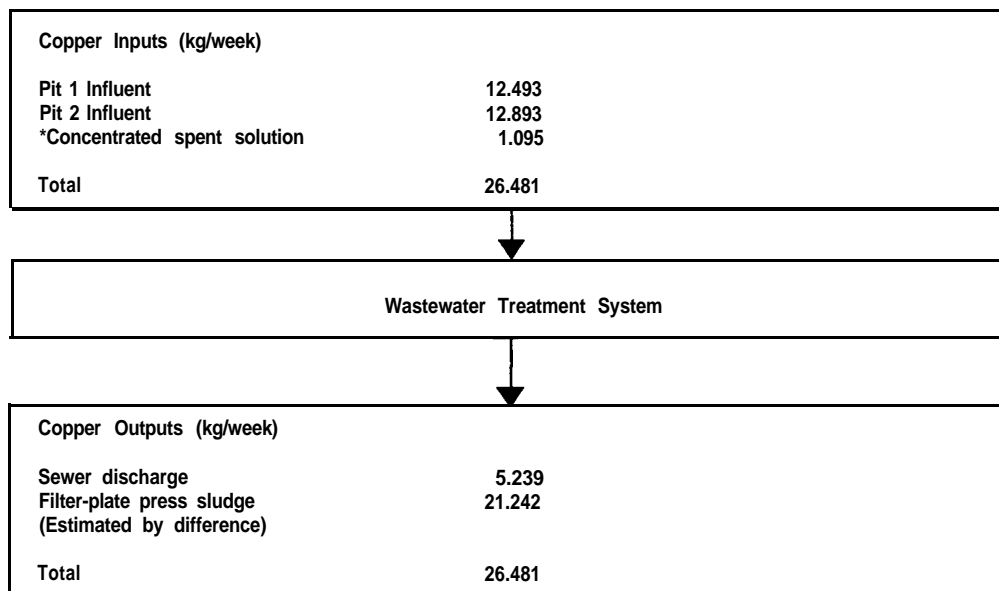 Copper Inputs (kg/week)
Pit 1 Influent 12.493
Pit 2 Influent 12.893
*Concentrated spent solution 1.095
Total 26.481
Wastewater Treatment System
Copper Outputs (kg/week)
Sewer discharge 5.239
Filter-plate press sludge 21.242
(Estimated by difference)
Total 26.481